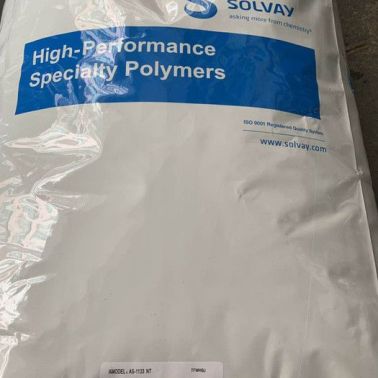 SOLVAY
asking more from chemistry®
High-Performance
Specialty Polymers
ISO 9001 Registered Quality System
www.solvay.com
AMODEL: AS-1133 NT